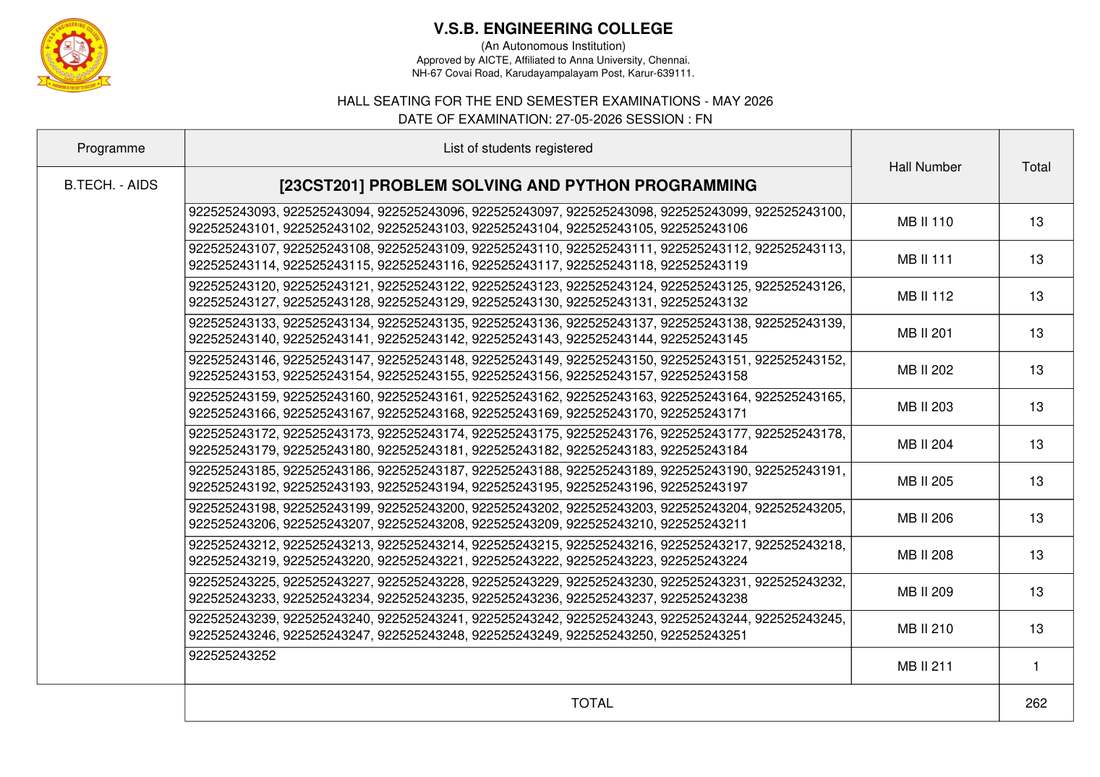 V.S.B. ENGINEERING COLLEGE
(An Autonomous Institution)
Approved by AICTE, Affiliated to Anna University, Chennai.
NH-67 Covai Road, Karudayampalayam Post, Karur-639111.
HALL SEATING FOR THE END SEMESTER EXAMINATIONS - MAY 2026
DATE OF EXAMINATION: 27-05-2026 SESSION : FN
Programme List of students registered Hall Number Total
B.TECH. - AIDS [23CST201] PROBLEM SOLVING AND PYTHON PROGRAMMING
922525243093, 922525243094, 922525243096, 922525243097, 922525243098, 922525243099, 922525243100,
922525243101, 922525243102, 922525243103, 922525243104, 922525243105, 922525243106
MB II 110 13
922525243107, 922525243108, 922525243109, 922525243110, 922525243111, 922525243112, 922525243113,
922525243114, 922525243115, 922525243116, 922525243117, 922525243118, 922525243119
MB II 111 13
922525243120, 922525243121, 922525243122, 922525243123, 922525243124, 922525243125, 922525243126,
922525243127, 922525243128, 922525243129, 922525243130, 922525243131, 922525243132
MB II 112 13
922525243133, 922525243134, 922525243135, 922525243136, 922525243137, 922525243138, 922525243139,
922525243140, 922525243141, 922525243142, 922525243143, 922525243144, 922525243145
MB II 201 13
922525243146, 922525243147, 922525243148, 922525243149, 922525243150, 922525243151, 922525243152,
922525243153, 922525243154, 922525243155, 922525243156, 922525243157, 922525243158
MB II 202 13
922525243159, 922525243160, 922525243161, 922525243162, 922525243163, 922525243164, 922525243165,
922525243166, 922525243167, 922525243168, 922525243169, 922525243170, 922525243171
MB II 203 13
922525243172, 922525243173, 922525243174, 922525243175, 922525243176, 922525243177, 922525243178,
922525243179, 922525243180, 922525243181, 922525243182, 922525243183, 922525243184
MB II 204 13
922525243185, 922525243186, 922525243187, 922525243188, 922525243189, 922525243190, 922525243191,
922525243192, 922525243193, 922525243194, 922525243195, 922525243196, 922525243197
MB II 205 13
922525243198, 922525243199, 922525243200, 922525243202, 922525243203, 922525243204, 922525243205,
922525243206, 922525243207, 922525243208, 922525243209, 922525243210, 922525243211
MB II 206 13
922525243212, 922525243213, 922525243214, 922525243215, 922525243216, 922525243217, 922525243218,
922525243219, 922525243220, 922525243221, 922525243222, 922525243223, 922525243224
MB II 208 13
922525243225, 922525243227, 922525243228, 922525243229, 922525243230, 922525243231, 922525243232,
922525243233, 922525243234, 922525243235, 922525243236, 922525243237, 922525243238
MB II 209 13
922525243239, 922525243240, 922525243241, 922525243242, 922525243243, 922525243244, 922525243245,
922525243246, 922525243247, 922525243248, 922525243249, 922525243250, 922525243251
MB II 210 13
922525243252
MB II 211 1
TOTAL 262